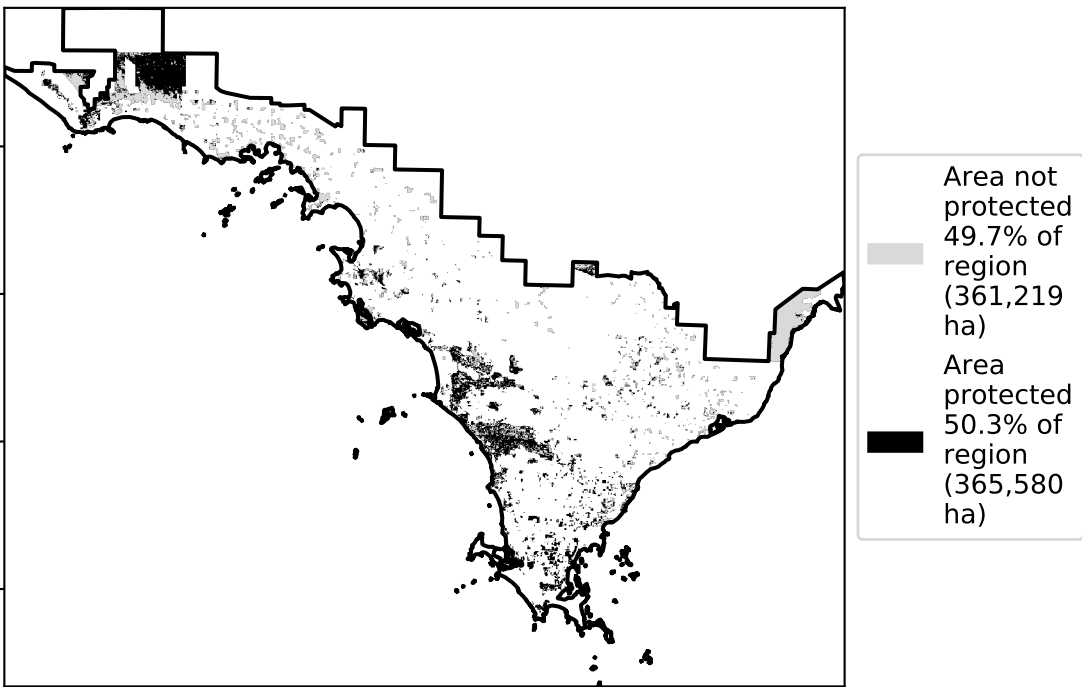 Area not
protected
49.7% of
region
(361,219
ha)
Area
protected
50.3% of
region
(365,580
ha)